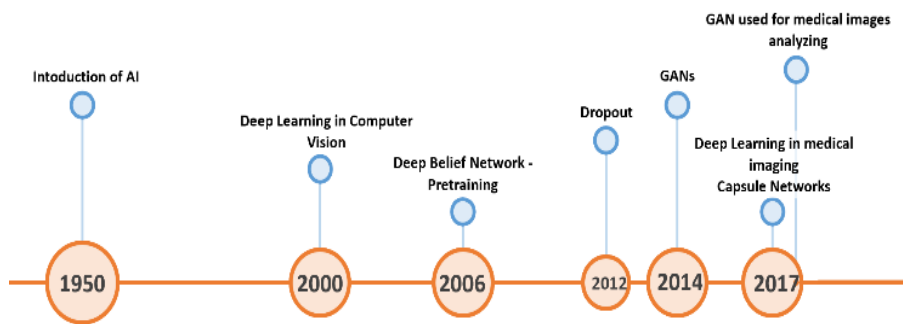 Intoduction of AI
Deep Learning in Computer
Vision
Deep Belief Network -
Pretraining
Dropout
GANs
GAN used for medical images
analyzing
Deep Learning in medical
imaging
Capsule Networks
1950
2000
2006
2012
2014
2017